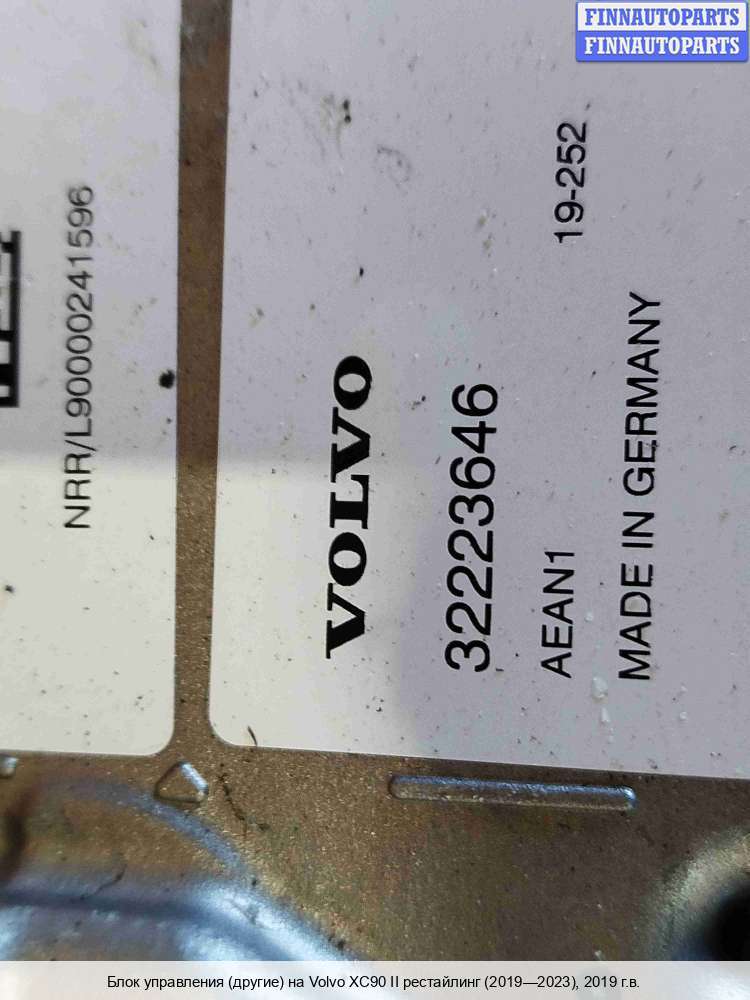 FINNAUTOPARTS
FINNAUTOPARTS
NRR/L90000241596
VOLVO
32223646
AEAN1 19-252
MADE IN GERMANY
Блок управления (другие) на Volvo XC90 II рестайлинг (2019—2023), 2019 г.в.